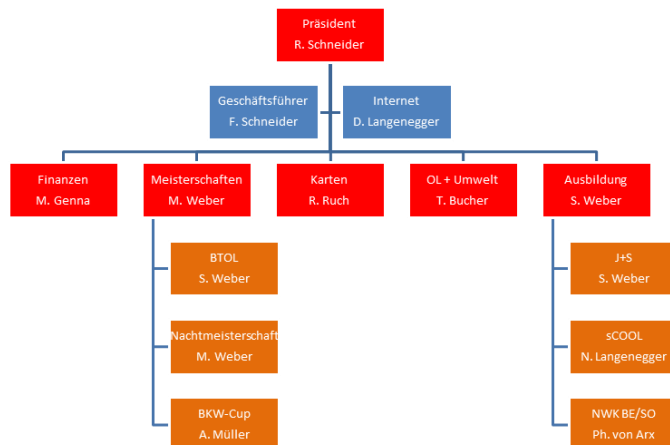 Präsident
R. Schneider
Geschäftsführer
F. Schneider
Internet
D. Langenegger
Finanzen
M. Genna
Meisterschaften
M. Weber
Karten
R. Ruch
OL + Umwelt
T. Bucher
Ausbildung
S. Weber
BTOL
S. Weber
J+S
S. Weber
Nachtmeisterschaft
M. Weber
sCOOL
N. Langenegger
BKW-Cup
A. Müller
NWK BE/SO
Ph. von Arx